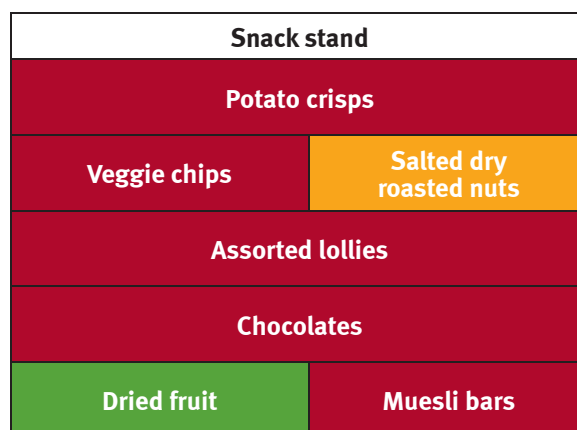 Snack stand
Potato crisps
Veggie chips
Salted dry
roasted nuts
Assorted lollies
Chocolates
Dried fruit
Muesli bars